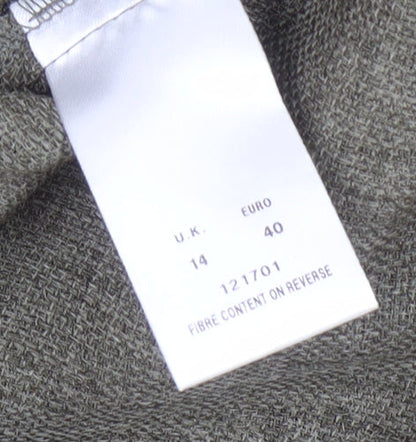 U.K. EURO
14 40
121701
FIBRE CONTENT ON REVERSE